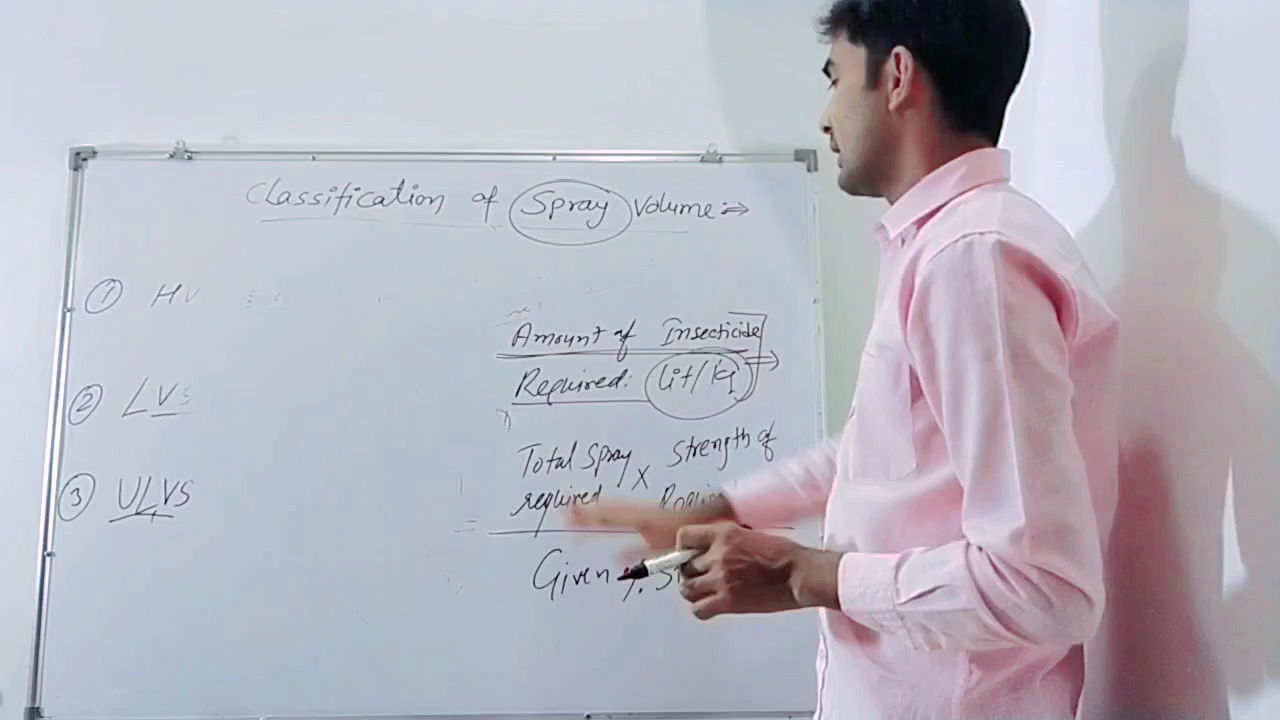 Classification of Spray Volume ⇒
① HV
② LVS
③ ULVS
Amount of Insecticide
Required: Lit/Kg
Total Spray × Strength of
required
Given %.